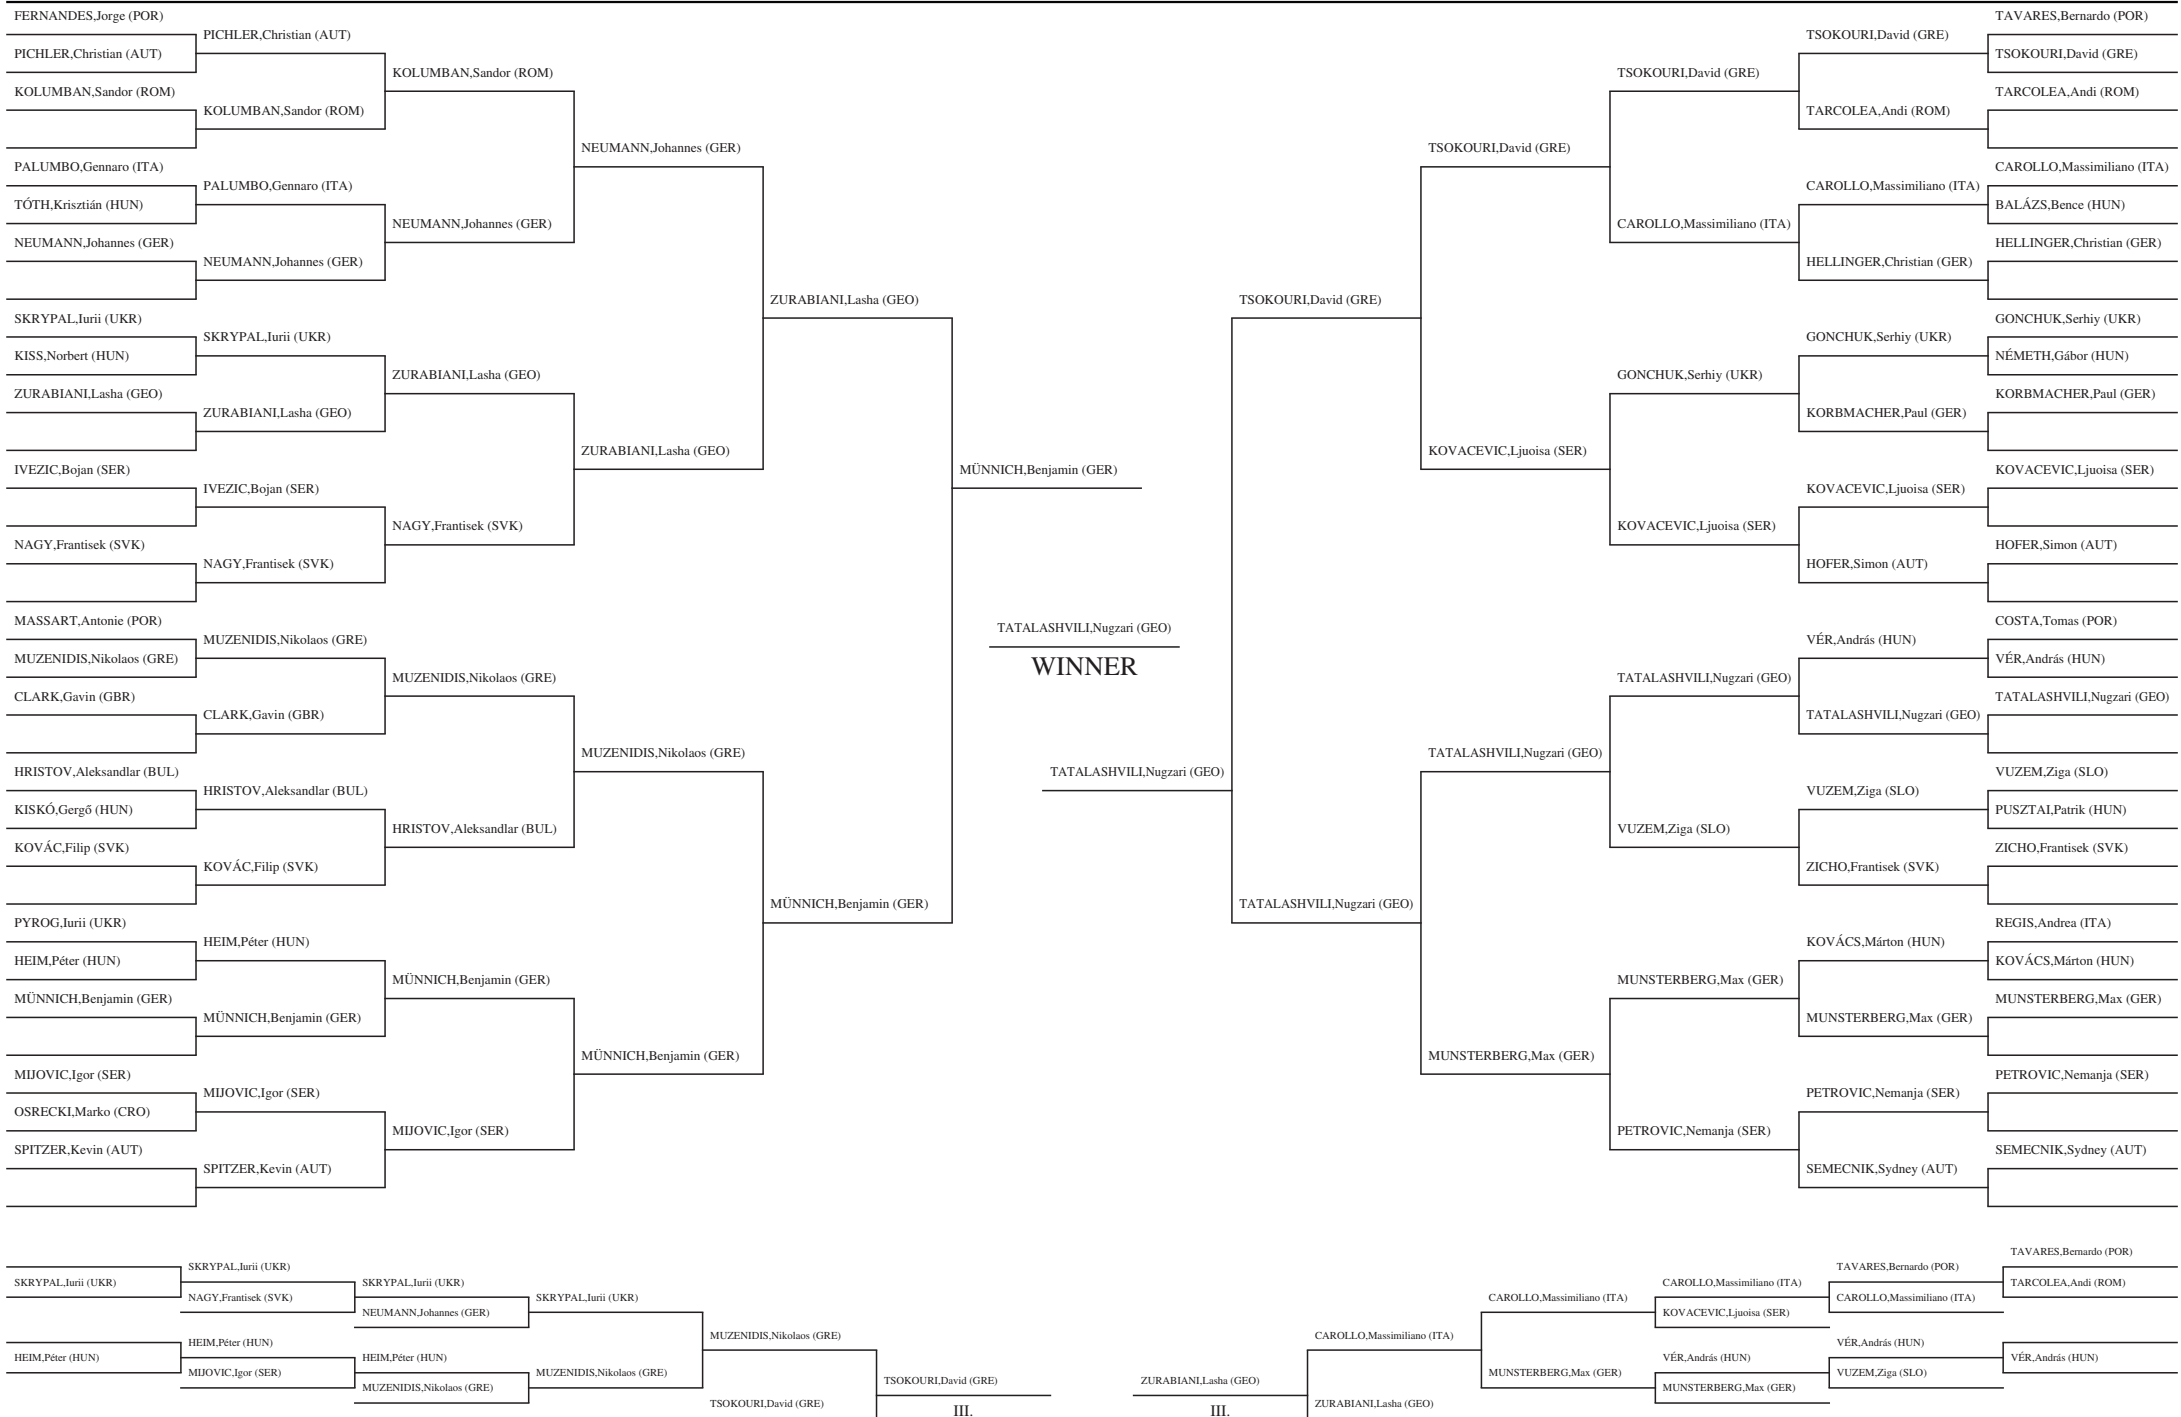 FERNANDES,Jorge (POR)
PICHLER,Christian (AUT)
KOLUMBAN,Sandor (ROM)
PALUMBO,Gennaro (ITA)
TÓTH,Krisztián (HUN)
NEUMANN,Johannes (GER)
SKRYPAL,Iurii (UKR)
KISS,Norbert (HUN)
ZURABIANI,Lasha (GEO)
IVEZIC,Bojan (SER)
NAGY,Frantisek (SVK)
MASSART,Antonie (POR)
MUZENIDIS,Nikolaos (GRE)
CLARK,Gavin (GBR)
HRISTOV,Aleksandlar (BUL)
KISKÓ,Gergő (HUN)
KOVÁC,Filip (SVK)
PYROG,Iurii (UKR)
HEIM,Péter (HUN)
MÜNNICH,Benjamin (GER)
MIJOVIC,Igor (SER)
OSRECKI,Marko (CRO)
SPITZER,Kevin (AUT)
PICHLER,Christian (AUT)
KOLUMBAN,Sandor (ROM)
PALUMBO,Gennaro (ITA)
NEUMANN,Johannes (GER)
SKRYPAL,Iurii (UKR)
ZURABIANI,Lasha (GEO)
IVEZIC,Bojan (SER)
NAGY,Frantisek (SVK)
MUZENIDIS,Nikolaos (GRE)
CLARK,Gavin (GBR)
HRISTOV,Aleksandlar (BUL)
KOVÁC,Filip (SVK)
HEIM,Péter (HUN)
MÜNNICH,Benjamin (GER)
MIJOVIC,Igor (SER)
SPITZER,Kevin (AUT)
KOLUMBAN,Sandor (ROM)
NEUMANN,Johannes (GER)
ZURABIANI,Lasha (GEO)
NAGY,Frantisek (SVK)
MUZENIDIS,Nikolaos (GRE)
HRISTOV,Aleksandlar (BUL)
MÜNNICH,Benjamin (GER)
MIJOVIC,Igor (SER)
NEUMANN,Johannes (GER)
ZURABIANI,Lasha (GEO)
MUZENIDIS,Nikolaos (GRE)
MÜNNICH,Benjamin (GER)
ZURABIANI,Lasha (GEO)
MÜNNICH,Benjamin (GER)
MÜNNICH,Benjamin (GER)
TATALASHVILI,Nugzari (GEO)
WINNER
TATALASHVILI,Nugzari (GEO)
TSOKOURI,David (GRE)
TATALASHVILI,Nugzari (GEO)
TSOKOURI,David (GRE)
KOVACEVIC,Ljuoisa (SER)
TATALASHVILI,Nugzari (GEO)
MUNSTERBERG,Max (GER)
TSOKOURI,David (GRE)
CAROLLO,Massimiliano (ITA)
GONCHUK,Serhiy (UKR)
KOVACEVIC,Ljuoisa (SER)
TATALASHVILI,Nugzari (GEO)
VUZEM,Ziga (SLO)
MUNSTERBERG,Max (GER)
PETROVIC,Nemanja (SER)
TSOKOURI,David (GRE)
TARCOLEA,Andi (ROM)
CAROLLO,Massimiliano (ITA)
HELLINGER,Christian (GER)
GONCHUK,Serhiy (UKR)
KORBMACHER,Paul (GER)
KOVACEVIC,Ljuoisa (SER)
HOFER,Simon (AUT)
VÉR,András (HUN)
TATALASHVILI,Nugzari (GEO)
VUZEM,Ziga (SLO)
ZICHO,Frantisek (SVK)
KOVÁCS,Márton (HUN)
MUNSTERBERG,Max (GER)
PETROVIC,Nemanja (SER)
SEMECNIK,Sydney (AUT)
TAVARES,Bernardo (POR)
TSOKOURI,David (GRE)
TARCOLEA,Andi (ROM)
CAROLLO,Massimiliano (ITA)
BALÁZS,Bence (HUN)
HELLINGER,Christian (GER)
GONCHUK,Serhiy (UKR)
NÉMETH,Gábor (HUN)
KORBMACHER,Paul (GER)
KOVACEVIC,Ljuoisa (SER)
HOFER,Simon (AUT)
COSTA,Tomas (POR)
VÉR,András (HUN)
TATALASHVILI,Nugzari (GEO)
VUZEM,Ziga (SLO)
PUSZTAI,Patrik (HUN)
ZICHO,Frantisek (SVK)
REGIS,Andrea (ITA)
KOVÁCS,Márton (HUN)
MUNSTERBERG,Max (GER)
PETROVIC,Nemanja (SER)
SEMECNIK,Sydney (AUT)
SKRYPAL,Iurii (UKR)
HEIM,Péter (HUN)
SKRYPAL,Iurii (UKR)
NAGY,Frantisek (SVK)
HEIM,Péter (HUN)
MIJOVIC,Igor (SER)
SKRYPAL,Iurii (UKR)
NEUMANN,Johannes (GER)
HEIM,Péter (HUN)
MUZENIDIS,Nikolaos (GRE)
SKRYPAL,Iurii (UKR)
MUZENIDIS,Nikolaos (GRE)
MUZENIDIS,Nikolaos (GRE)
TSOKOURI,David (GRE)
TSOKOURI,David (GRE)
III.
ZURABIANI,Lasha (GEO)
III.
CAROLLO,Massimiliano (ITA)
ZURABIANI,Lasha (GEO)
CAROLLO,Massimiliano (ITA)
MUNSTERBERG,Max (GER)
CAROLLO,Massimiliano (ITA)
KOVACEVIC,Ljuoisa (SER)
VÉR,András (HUN)
MUNSTERBERG,Max (GER)
TAVARES,Bernardo (POR)
CAROLLO,Massimiliano (ITA)
VÉR,András (HUN)
VUZEM,Ziga (SLO)
TAVARES,Bernardo (POR)
TARCOLEA,Andi (ROM)
VÉR,András (HUN)